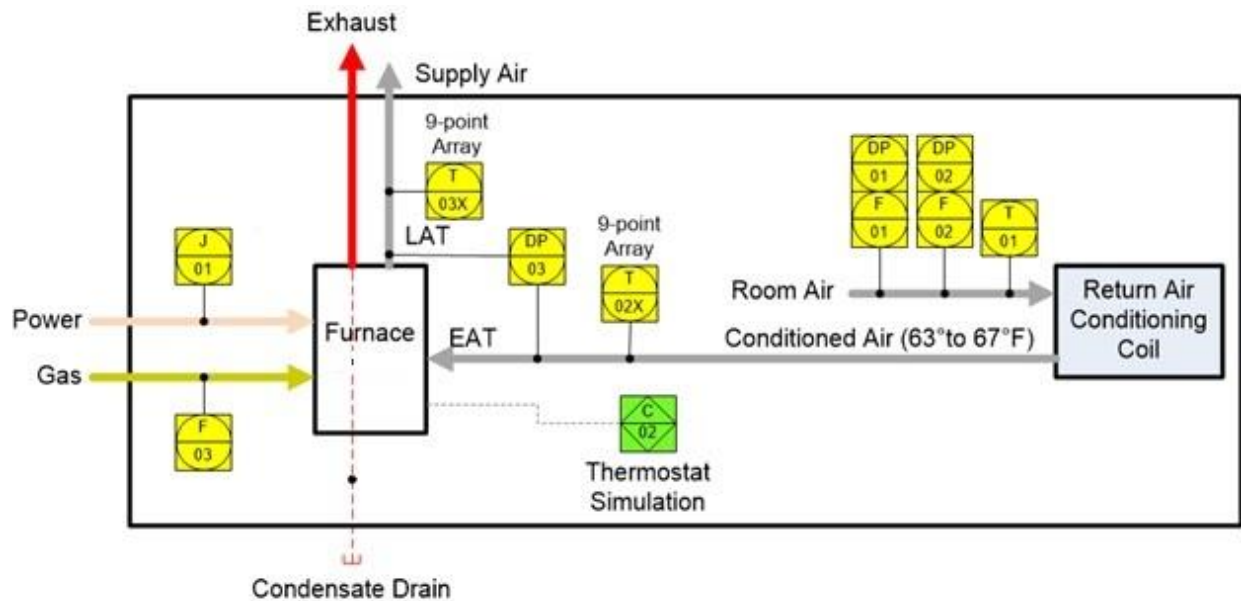 Exhaust
Supply Air
9-point
Array
T
03X
LAT
DP
03
9-point
Array
T
02X
DP
01
F
01
DP
02
F
02
T
01
J
01
Room Air
Return Air
Conditioning
Coil
Power
Furnace
EAT
Conditioned Air (63°to 67°F)
Gas
F
03
C
02
Thermostat
Simulation
Condensate Drain